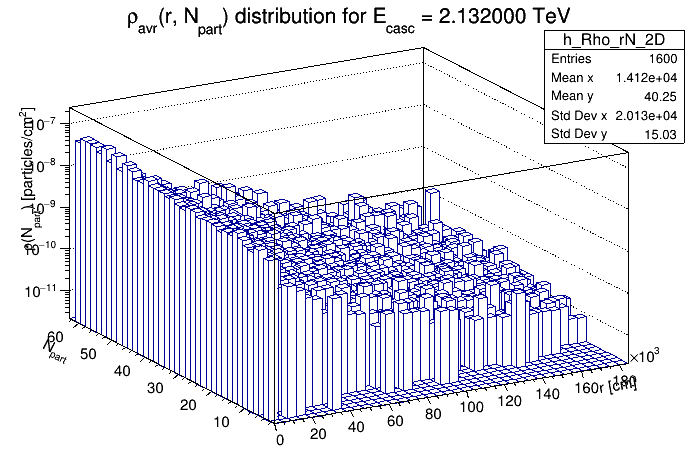 ρavr(r, Npart) distribution for Ecasc = 2.132000 TeV
h_Rho_rN_2D
Entries 1600
Mean x 1.412e+04
Mean y 40.25
Std Dev x 2.013e+04
Std Dev y 15.03
ρ(Npart) [particles/cm²]
10⁻⁷
10⁻⁸
10⁻⁹
10⁻¹⁰
10⁻¹¹
Npart
60
50
40
30
20
10
0
20
40
60
80
100
120
140
160
180
×10³
r [cm]